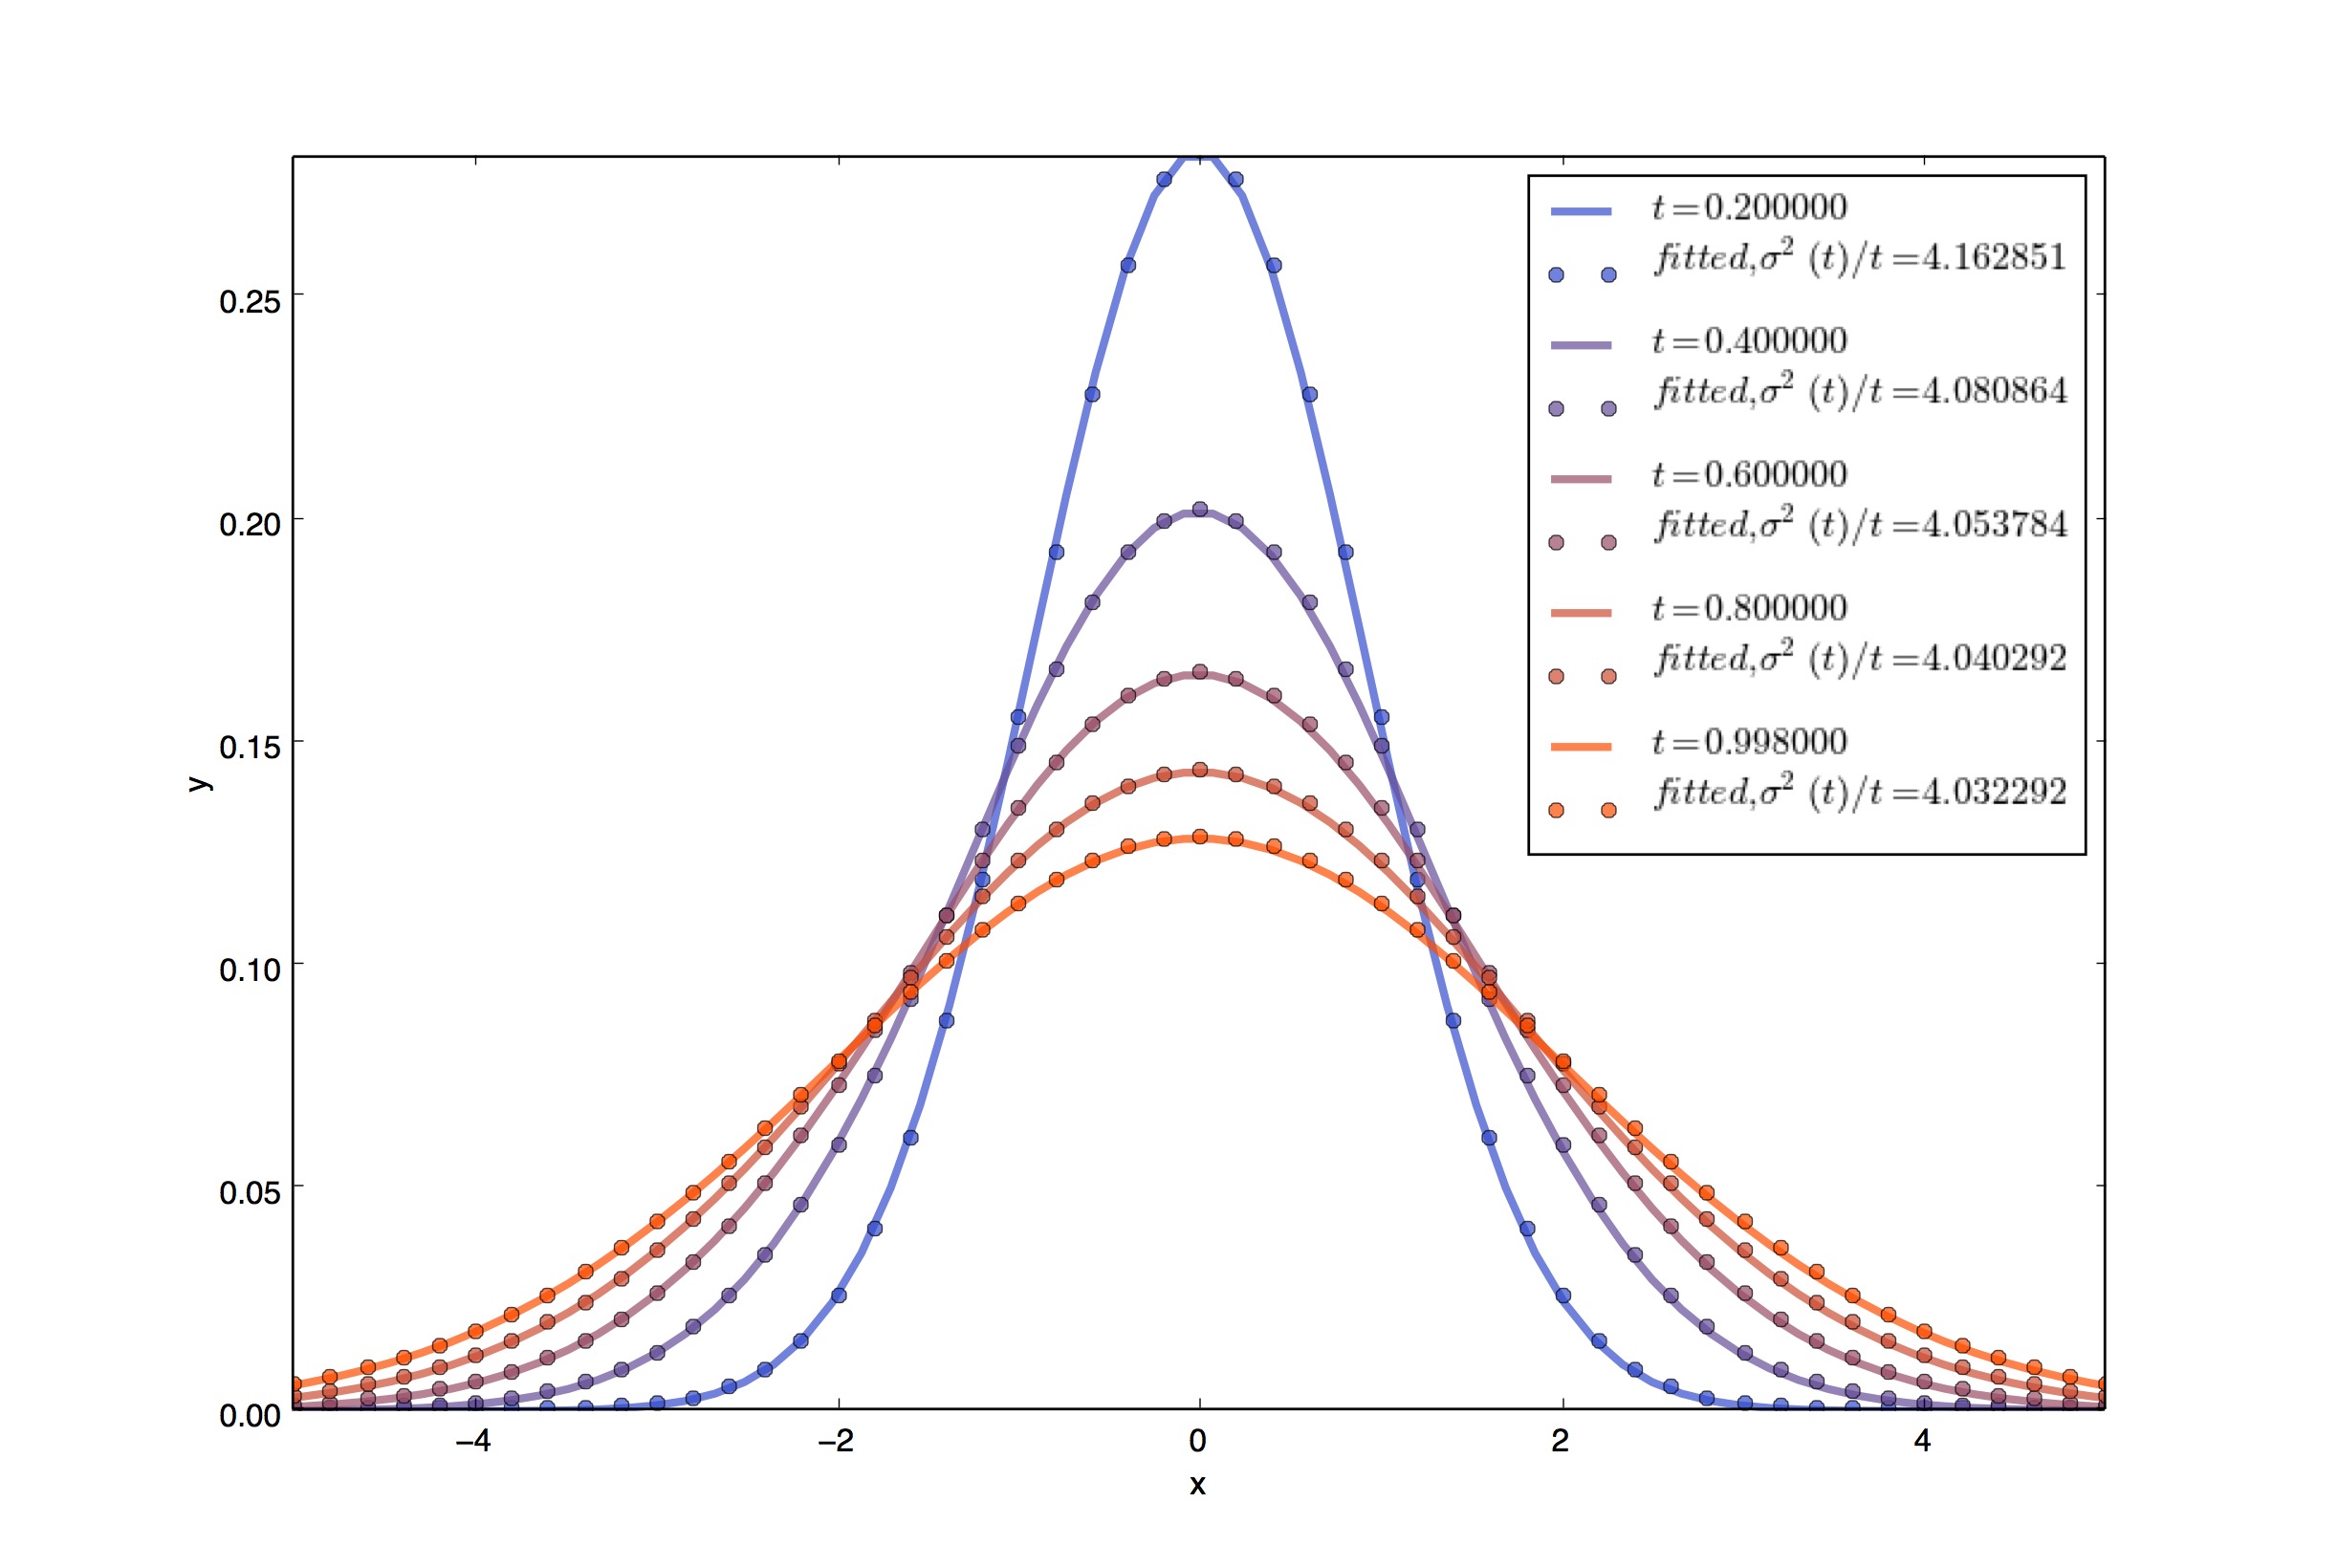 0.25
0.20
0.15
0.10
0.05
0.00
y
−4
−2
0
2
4
x
t=0.200000
fitted,σ² (t)/t=4.162851
t=0.400000
fitted,σ² (t)/t=4.080864
t=0.600000
fitted,σ² (t)/t=4.053784
t=0.800000
fitted,σ² (t)/t=4.040292
t=0.998000
fitted,σ² (t)/t=4.032292